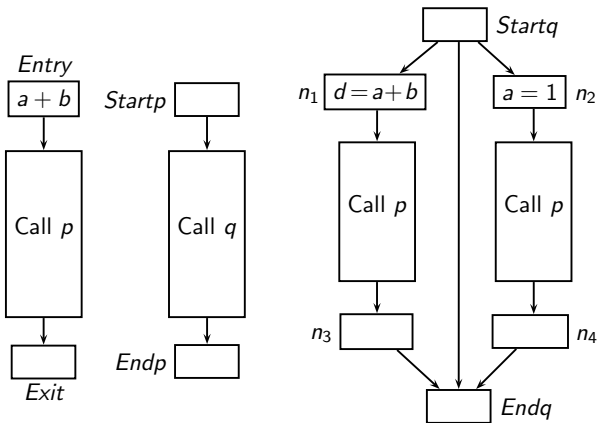 Entry
a + b
Call p
Exit
Startp
Call q
Endp
Startq
n1
d = a + b
Call p
n3
a = 1
n2
Call p
n4
Endq